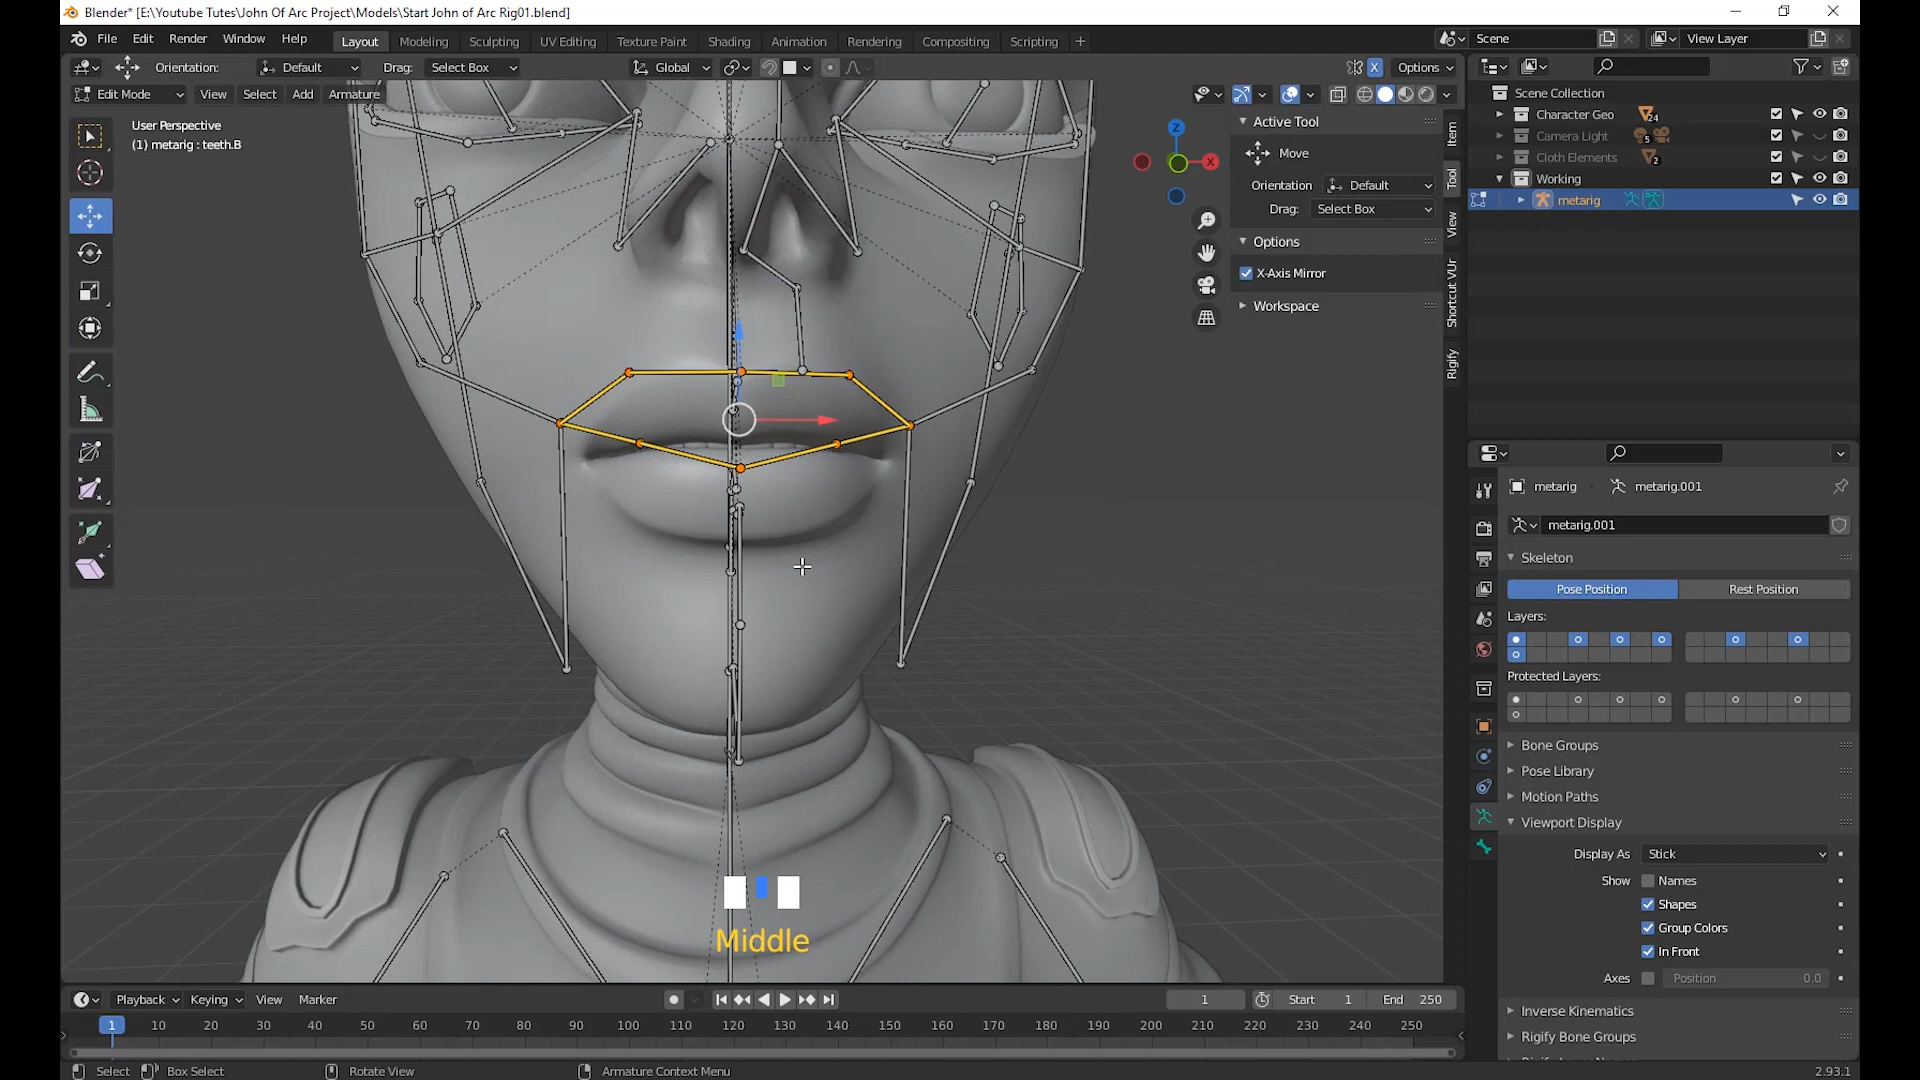 Blender* [E:\Youtube Tutes\John Of Arc Project\Models\Start John of Arc Rig01.blend]
File Edit Render Window Help Layout Modeling Sculpting UV Editing Texture Paint Shading Animation Rendering Compositing Scripting + Scene View Layer
Orientation: Default Drag: Select Box Global X Options
Edit Mode View Select Add Armature
User Perspective
(1) metarig : teeth.B
Z
X
Active Tool
Move
Orientation Default
Drag: Select Box
Options
X-Axis Mirror
Workspace
Item
Tool
View
Shortcut VUr
Rigify
Scene Collection
Character Geo 24
Camera Light 5
Cloth Elements 2
Working
metarig
metarig metarig.001
metarig.001
Skeleton
Pose Position Rest Position
Layers:
Protected Layers:
Bone Groups
Pose Library
Motion Paths
Viewport Display
Display As Stick
Show Names
Shapes
Group Colors
In Front
Axes Position 0.0
Inverse Kinematics
Rigify Bone Groups
Middle
Playback Keying View Marker 1 Start 1 End 250
1 10 20 30 40 50 60 70 80 90 100 110 120 130 140 150 160 170 180 190 200 210 220 230 240 250
Select Box Select Rotate View Armature Context Menu 2.93.1